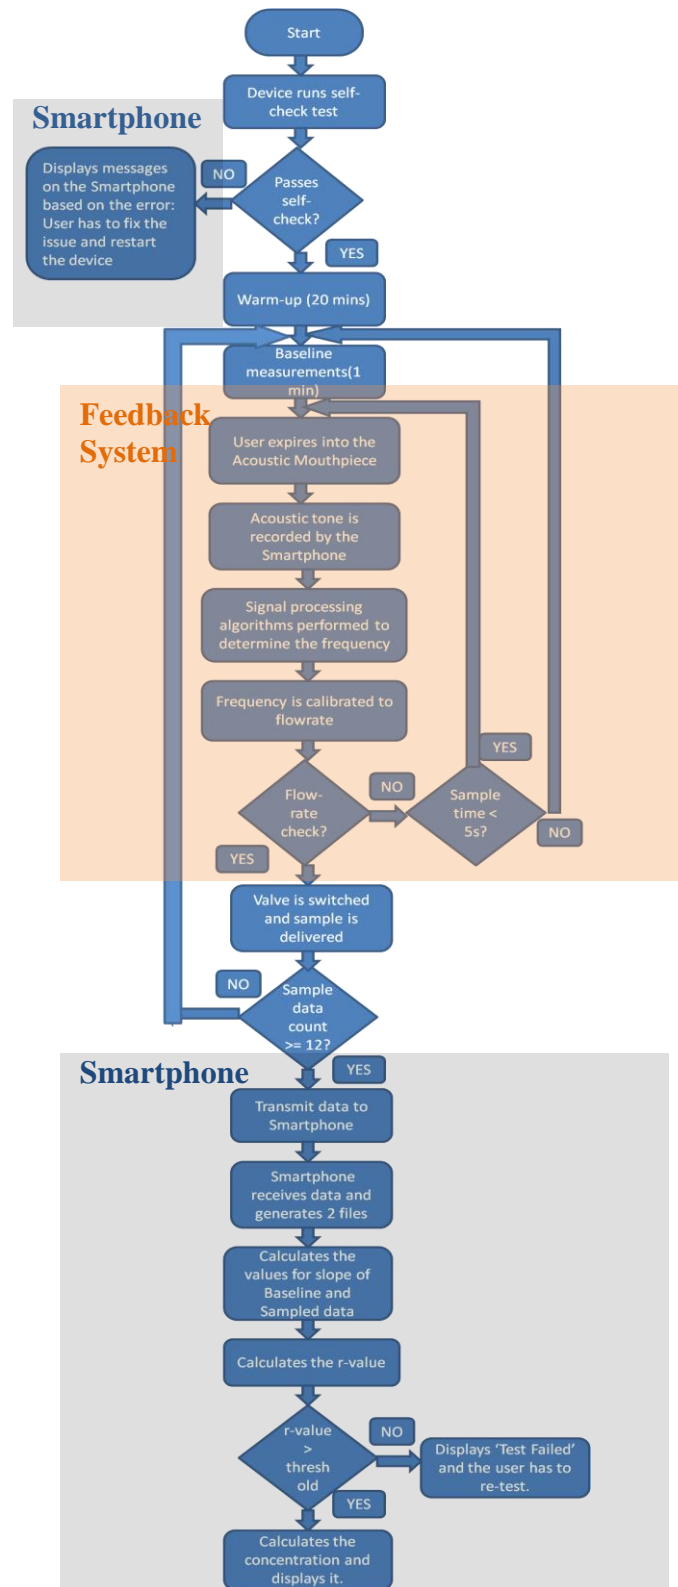 Start
Device runs self-
check test
Smartphone
Displays messages
on the Smartphone
based on the error:
User has to fix the
issue and restart
the device
NO
Passes
self-
check?
YES
Warm-up (20 mins)
Baseline
measurements(1
min)
Feedback
System
User expires into the
Acoustic Mouthpiece
Acoustic tone is
recorded by the
Smartphone
Signal processing
algorithms performed to
determine the frequency
Frequency is calibrated to
flowrate
Flow-
rate
check?
NO
Sample
time <
5s?
YES
NO
YES
Valve is switched
and sample is
delivered
NO
Sample
data
count
>= 12?
YES
Smartphone
Transmit data to
Smartphone
Smartphone
receives data and
generates 2 files
Calculates the
values for slope of
Baseline and
Sampled data
Calculates the r-value
r-value
>
thresh
old
NO
Displays ‘Test Failed’
and the user has to
re-test.
YES
Calculates the
concentration and
displays it.